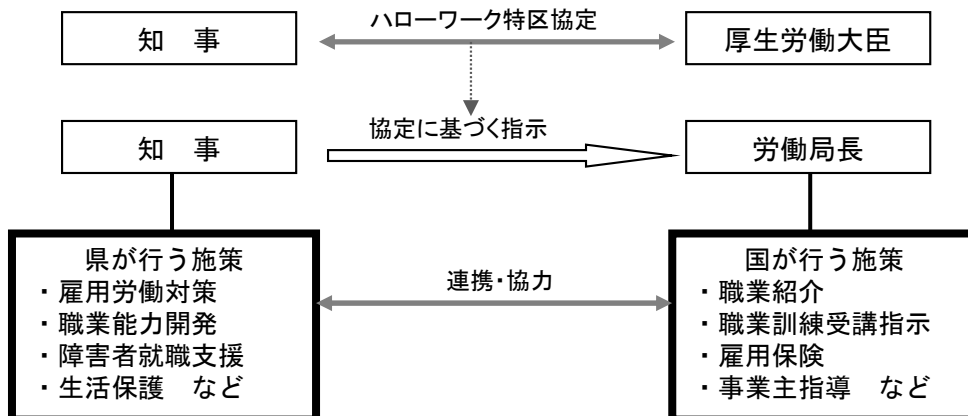 ハローワーク特区協定
知　事
厚生労働大臣
協定に基づく指示
知　事
労働局長
県が行う施策
・雇用労働対策
・職業能力開発
・障害者就職支援
・生活保護　など
連携・協力
国が行う施策
・職業紹介
・職業訓練受講指示
・雇用保険
・事業主指導　など